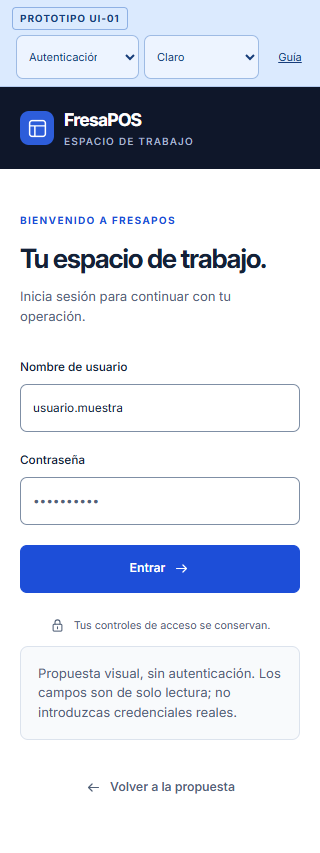 PROTOTIPO UI-01
Autenticación
Claro
Guía
FresaPOS
ESPACIO DE TRABAJO
BIENVENIDO A FRESAPOS
Tu espacio de trabajo.
Inicia sesión para continuar con tu
operación.
Nombre de usuario
usuario.muestra
Contraseña
••••••••••
Entrar →
Tus controles de acceso se conservan.
Propuesta visual, sin autenticación. Los
campos son de solo lectura; no
introduzcas credenciales reales.
← Volver a la propuesta